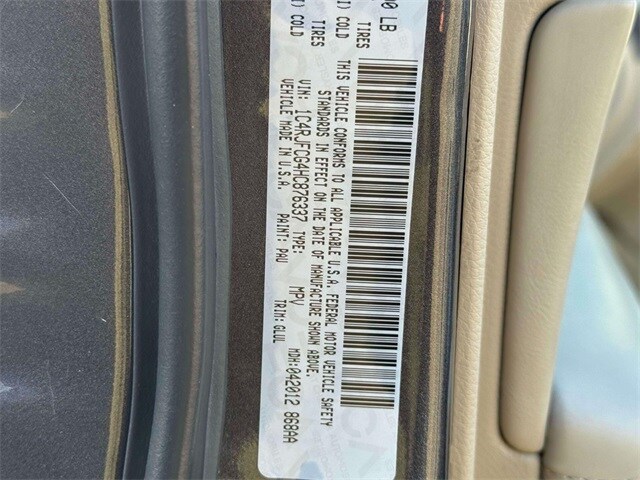 00 LB
I) COLD TIRES
I) COLD TIRES
THIS VEHICLE CONFORMS TO ALL APPLICABLE U.S.A. FEDERAL MOTOR VEHICLE SAFETY
STANDARDS IN EFFECT ON THE DATE OF MANUFACTURE SHOWN ABOVE.
VIN: 1C4RJFCG4HC876337 TYPE: MPV MDH:042012 868AA
VEHICLE MADE IN U.S.A. PAINT: PAU TRIM: GLUL